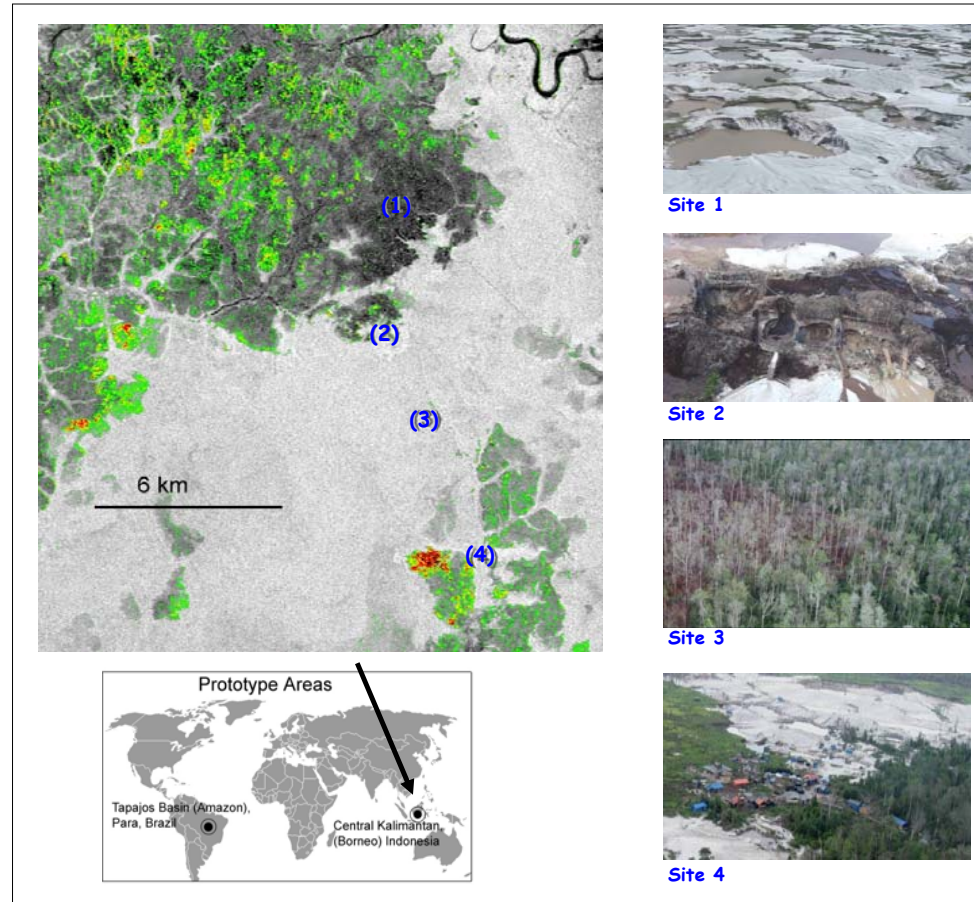 (1)
(2)
(3)
6 km
(4)
Site 1
Site 2
Site 3
Site 4
Prototype Areas
Tapajos Basin (Amazon),
Para, Brazil
Central Kalimantan,
(Borneo) Indonesia